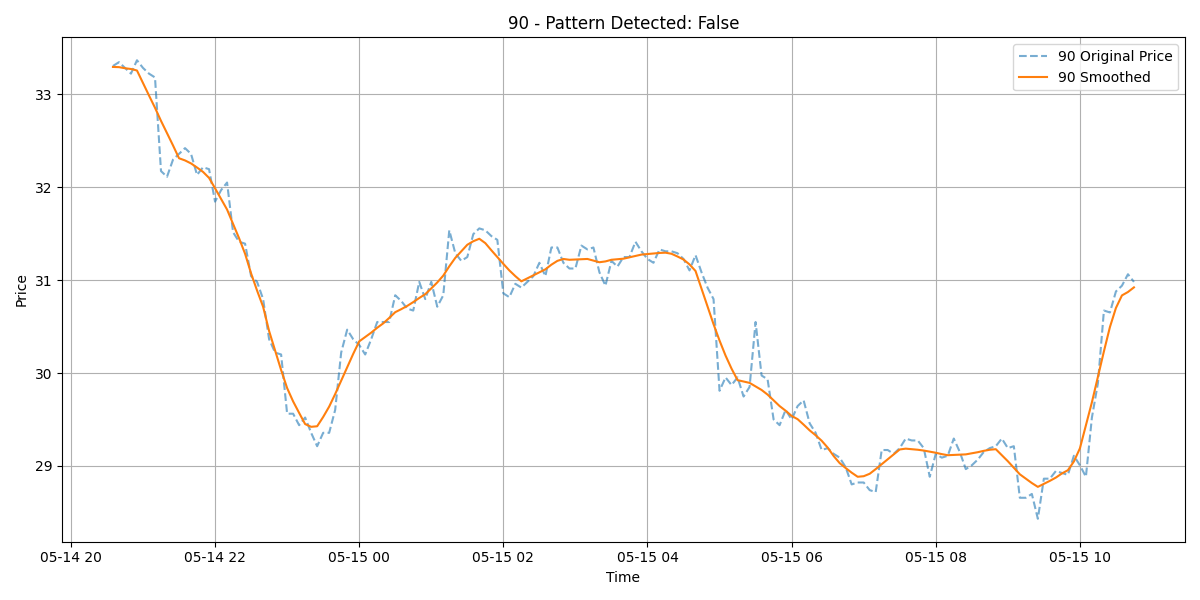 90 - Pattern Detected: False
90 Original Price
90 Smoothed
Price
33
32
31
30
29
05-14 20
05-14 22
05-15 00
05-15 02
05-15 04
05-15 06
05-15 08
05-15 10
Time